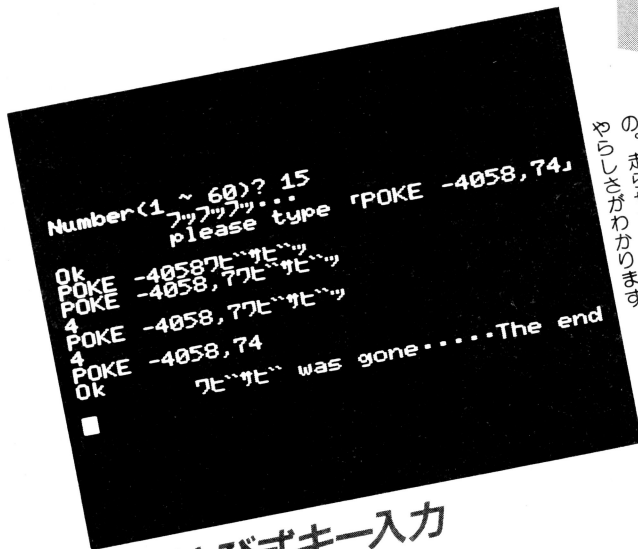 Number(1 ~ 60)? 15
フッフッフッ...
please type 「POKE -4058,74」
Ok
POKE -4058ワビサビッ
POKE -4058,7ワビサビッ
4
POKE -4058,7ワビサビッ
4
POKE -4058,74
Ok
ワビサビ was gone·····The end
やらしさがわかります
キー入力